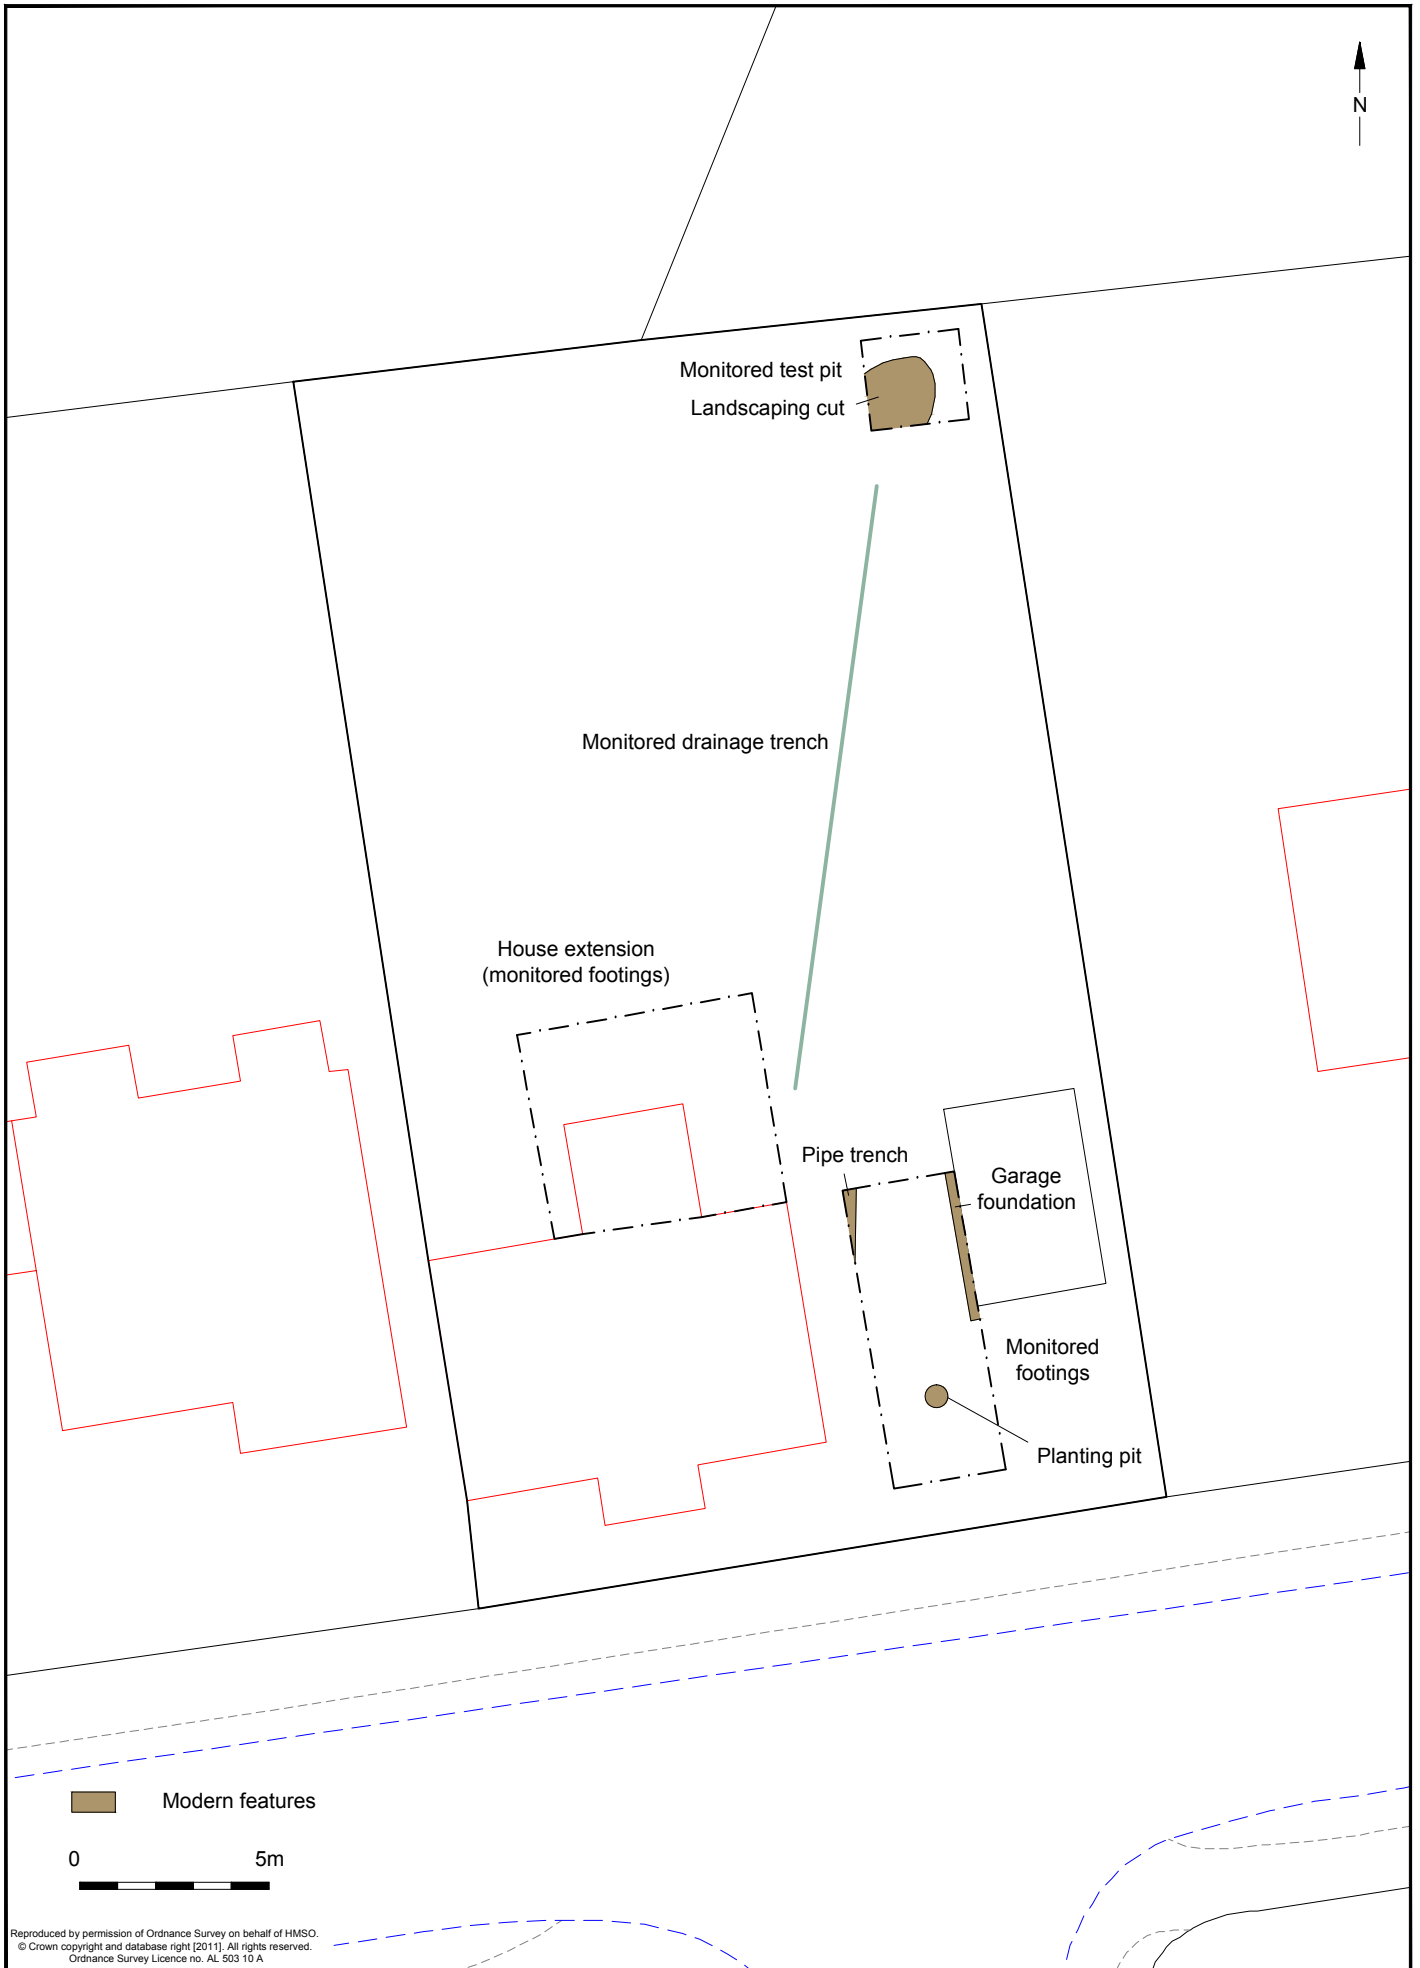 N
Monitored test pit
Landscaping cut
Monitored drainage trench
House extension
(monitored footings)
Pipe trench
Garage
foundation
Monitored
footings
Planting pit
Modern features
0 5m
Reproduced by permission of Ordnance Survey on behalf of HMSO.
© Crown copyright and database right [2011]. All rights reserved.
Ordnance Survey Licence no. AL 503 10 A